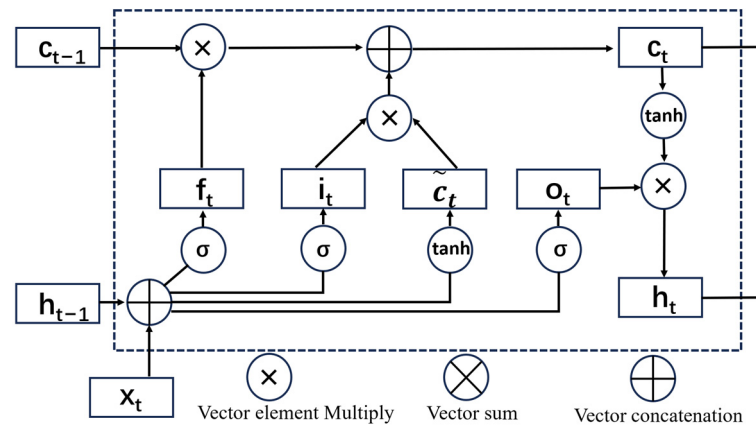 c_{t-1}
c_t
tanh
f_t
i_t
c̃_t
o_t
σ
σ
tanh
σ
h_{t-1}
h_t
x_t
Vector element Multiply
Vector sum
Vector concatenation